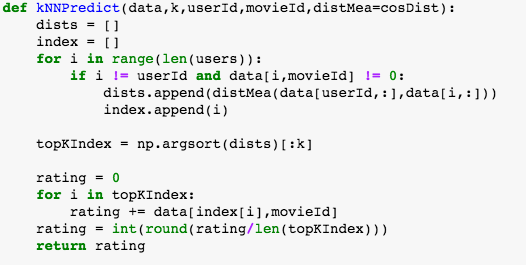 def kNNPredict(data,k,userId,movieId,distMea=cosDist):
    dists = []
    index = []
    for i in range(len(users)):
        if i != userId and data[i,movieId] != 0:
            dists.append(distMea(data[userId,:],data[i,:]))
            index.append(i)

    topKIndex = np.argsort(dists)[:k]

    rating = 0
    for i in topKIndex:
        rating += data[index[i],movieId]
    rating = int(round(rating/len(topKIndex)))
    return rating